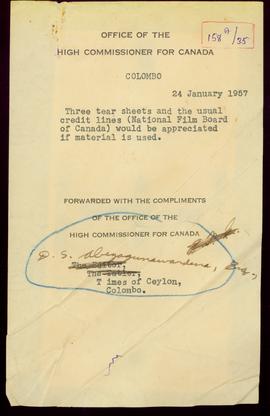 OFFICE OF THE
HIGH COMMISSIONER FOR CANADA
158 A/35
COLOMBO
24 January 1957
Three tear sheets and the usual
credit lines (National Film Board
of Canada) would be appreciated
if material is used.
FORWARDED WITH THE COMPLIMENTS
OF THE OFFICE OF THE
HIGH COMMISSIONER FOR CANADA
D. S. Abeyagunawardena, Esq.,
The Editor,
T imes of Ceylon,
Colombo.